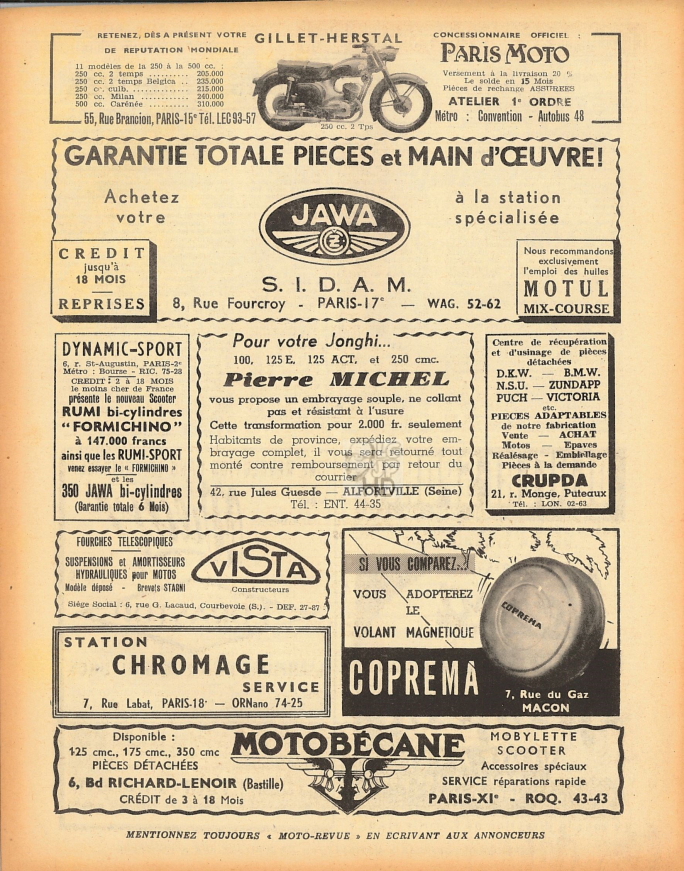 RETENEZ, DÈS A PRÉSENT VOTRE
DE REPUTATION MONDIALE
GILLET-HERSTAL
11 modèles de la 250 à la 500 cc. :
250 cc. 2 temps ........... 205.000
250 cc. 2 temps Belgica .. 235.000
250 cc. culb. ............. 215.000
250 cc. Milan .......... 240.000
500 cc. Carénée ......... 310.000
55, Rue Brancion, PARIS-15e Tél. LEC 93-57
250 cc. 2 Tps
CONCESSIONNAIRE OFFICIEL :
PARIS MOTO
Versement à la livraison 20 %
Le solde en 15 Mois
Pièces de rechange ASSUREES
ATELIER 1e ORDRE
Métro : Convention - Autobus 48
GARANTIE TOTALE PIECES et MAIN d'ŒUVRE!
Achetez
votre
JAWA
CZ
à la station
spécialisée
CREDIT
jusqu'à
18 MOIS
REPRISES
S. I. D. A. M.
8, Rue Fourcroy - PARIS-17e — WAG. 52-62
Nous recommandons
exclusivement
l'emploi des huiles
MOTUL
MIX-COURSE
DYNAMIC-SPORT
6, r. St-Augustin, PARIS-2e
Métro : Bourse - RIC. 75-28
CREDIT : 2 à 18 MOIS
le moins cher de France
présente le nouveau Scooter
RUMI bi-cylindres
"FORMICHINO"
à 147.000 francs
ainsi que les RUMI-SPORT
venez essayer le « FORMICHINO »
et les
350 JAWA bi-cylindres
(Garantie totale 6 Mois)
Pour votre Jonghi...
100, 125 E, 125 ACT, et 250 cmc.
Pierre MICHEL
vous propose un embrayage souple, ne collant
pas et résistant à l'usure
Cette transformation pour 2.000 fr. seulement
Habitants de province, expédiez votre em-
brayage complet, il vous sera retourné tout
monté contre remboursement par retour du
courrier
42, rue Jules Guesde — ALFORTVILLE (Seine)
Tél. : ENT. 44-35
Centre de récupération
et d'usinage de pièces
détachées
D.K.W. — B.M.W.
N.S.U. — ZUNDAPP
PUCH — VICTORIA
etc.
PIECES ADAPTABLES
de notre fabrication
Vente — ACHAT
Motos — Epaves
Réalésage - Embiellage
Pièces à la demande
CRUPDA
21, r. Monge, Puteaux
Tél. : LON. 02-63
FOURCHES TELESCOPIQUES
SUSPENSIONS et AMORTISSEURS
HYDRAULIQUES pour MOTOS
Modèle déposé - Brevets STAGNI
VISTA
Constructeurs
Siège Social : 6, rue G. Lacaud, Courbevoie (S.). - DEF. 27-87
SI VOUS COMPAREZ...
VOUS ADOPTEREZ
LE
VOLANT MAGNETIQUE
COPREMA
COPREMA
7, Rue du Gaz
MACON
STATION
CHROMAGE
SERVICE
7, Rue Labat, PARIS-18e — ORNano 74-25
Disponible :
125 cmc., 175 cmc., 350 cmc
PIÈCES DÉTACHÉES
6, Bd RICHARD-LENOIR (Bastille)
CRÉDIT de 3 à 18 Mois
MOTOBÉCANE
MOBYLETTE
SCOOTER
Accessoires spéciaux
SERVICE réparations rapide
PARIS-XIe - ROQ. 43-43
MENTIONNEZ TOUJOURS « MOTO-REVUE » EN ECRIVANT AUX ANNONCEURS